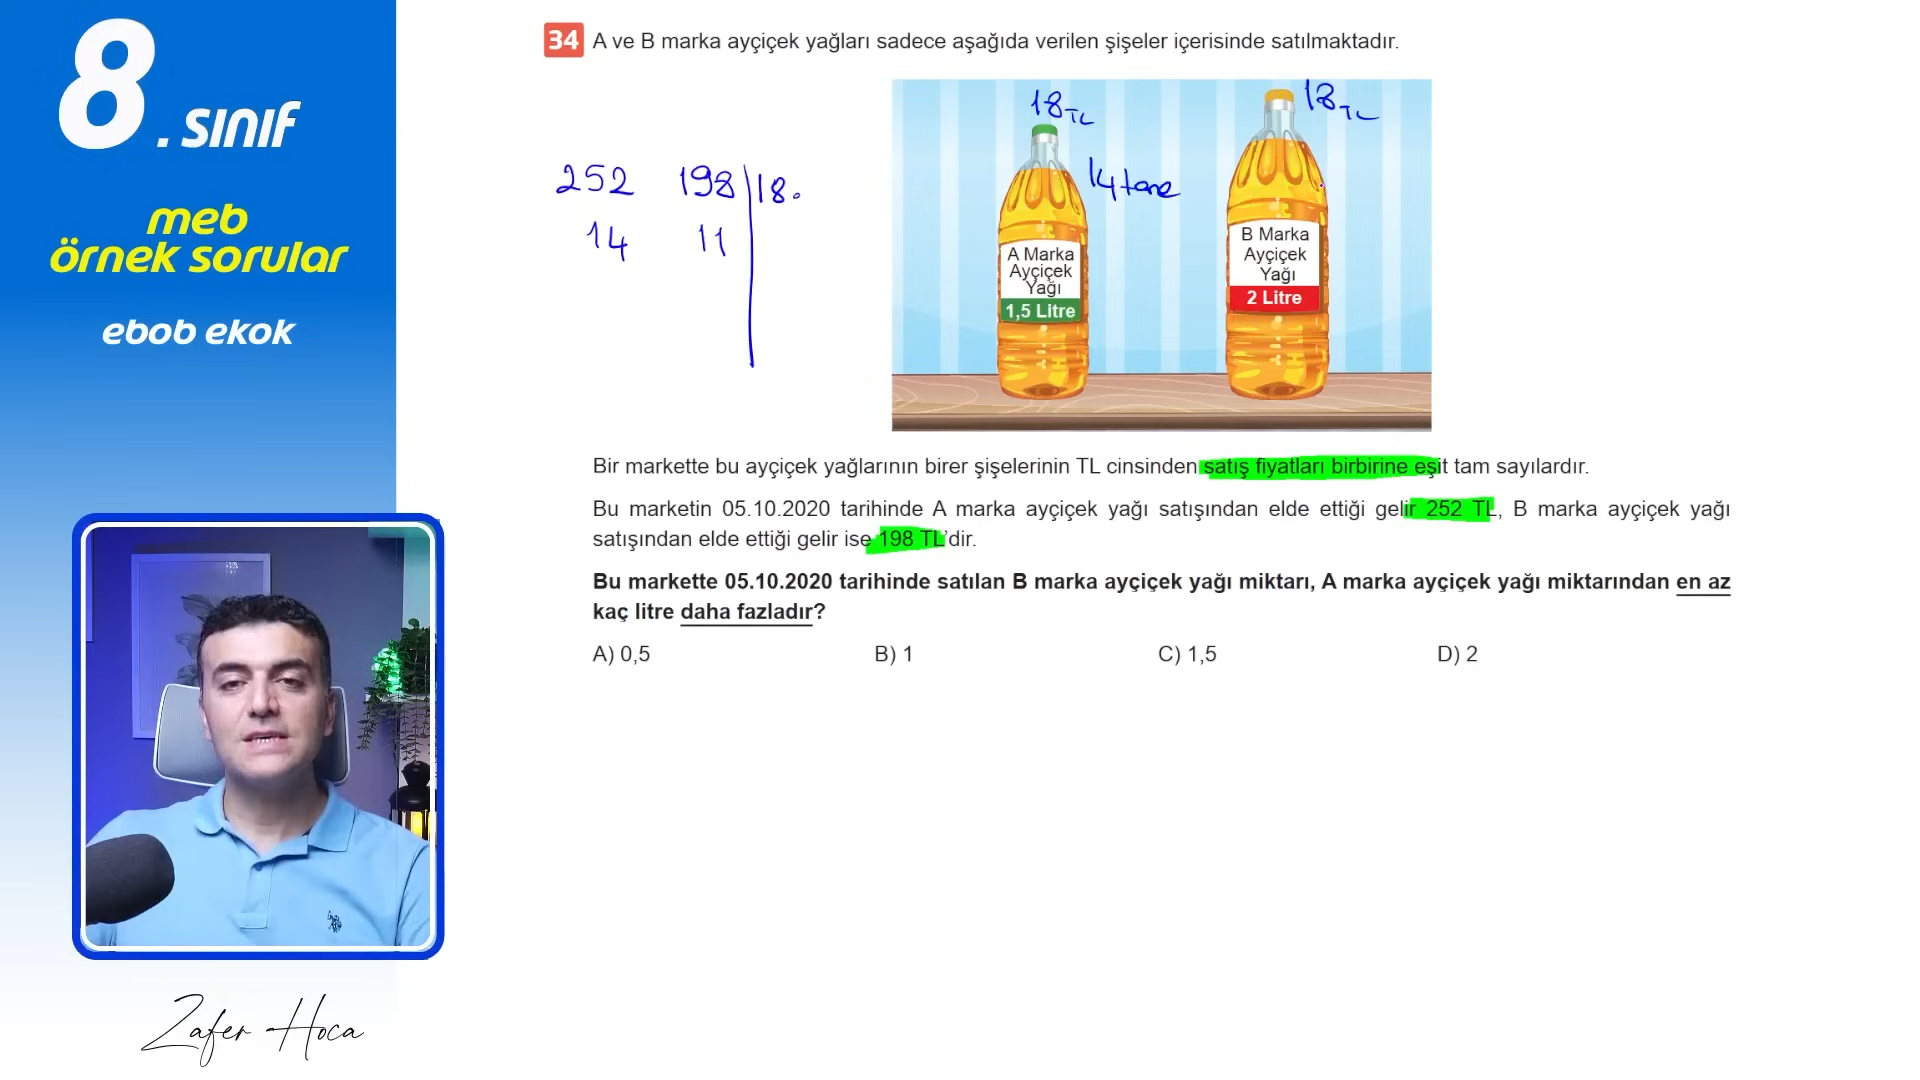 8. SINIF
meb
örnek sorular
ebob ekok
34 A ve B marka ayçiçek yağları sadece aşağıda verilen şişeler içerisinde satılmaktadır.
18 TL
18 TL
14 tane
252 198 18.
14 11
A Marka
Ayçiçek
Yağı
1,5 Litre
B Marka
Ayçiçek
Yağı
2 Litre
Bir markette bu ayçiçek yağlarının birer şişelerinin TL cinsinden satış fiyatları birbirine eşit tam sayılardır.
Bu marketin 05.10.2020 tarihinde A marka ayçiçek yağı satışından elde ettiği gelir 252 TL, B marka ayçiçek yağı
satışından elde ettiği gelir ise 198 TL'dir.
Bu markette 05.10.2020 tarihinde satılan B marka ayçiçek yağı miktarı, A marka ayçiçek yağı miktarından en az
kaç litre daha fazladır?
A) 0,5 B) 1 C) 1,5 D) 2
Zafer Hoca